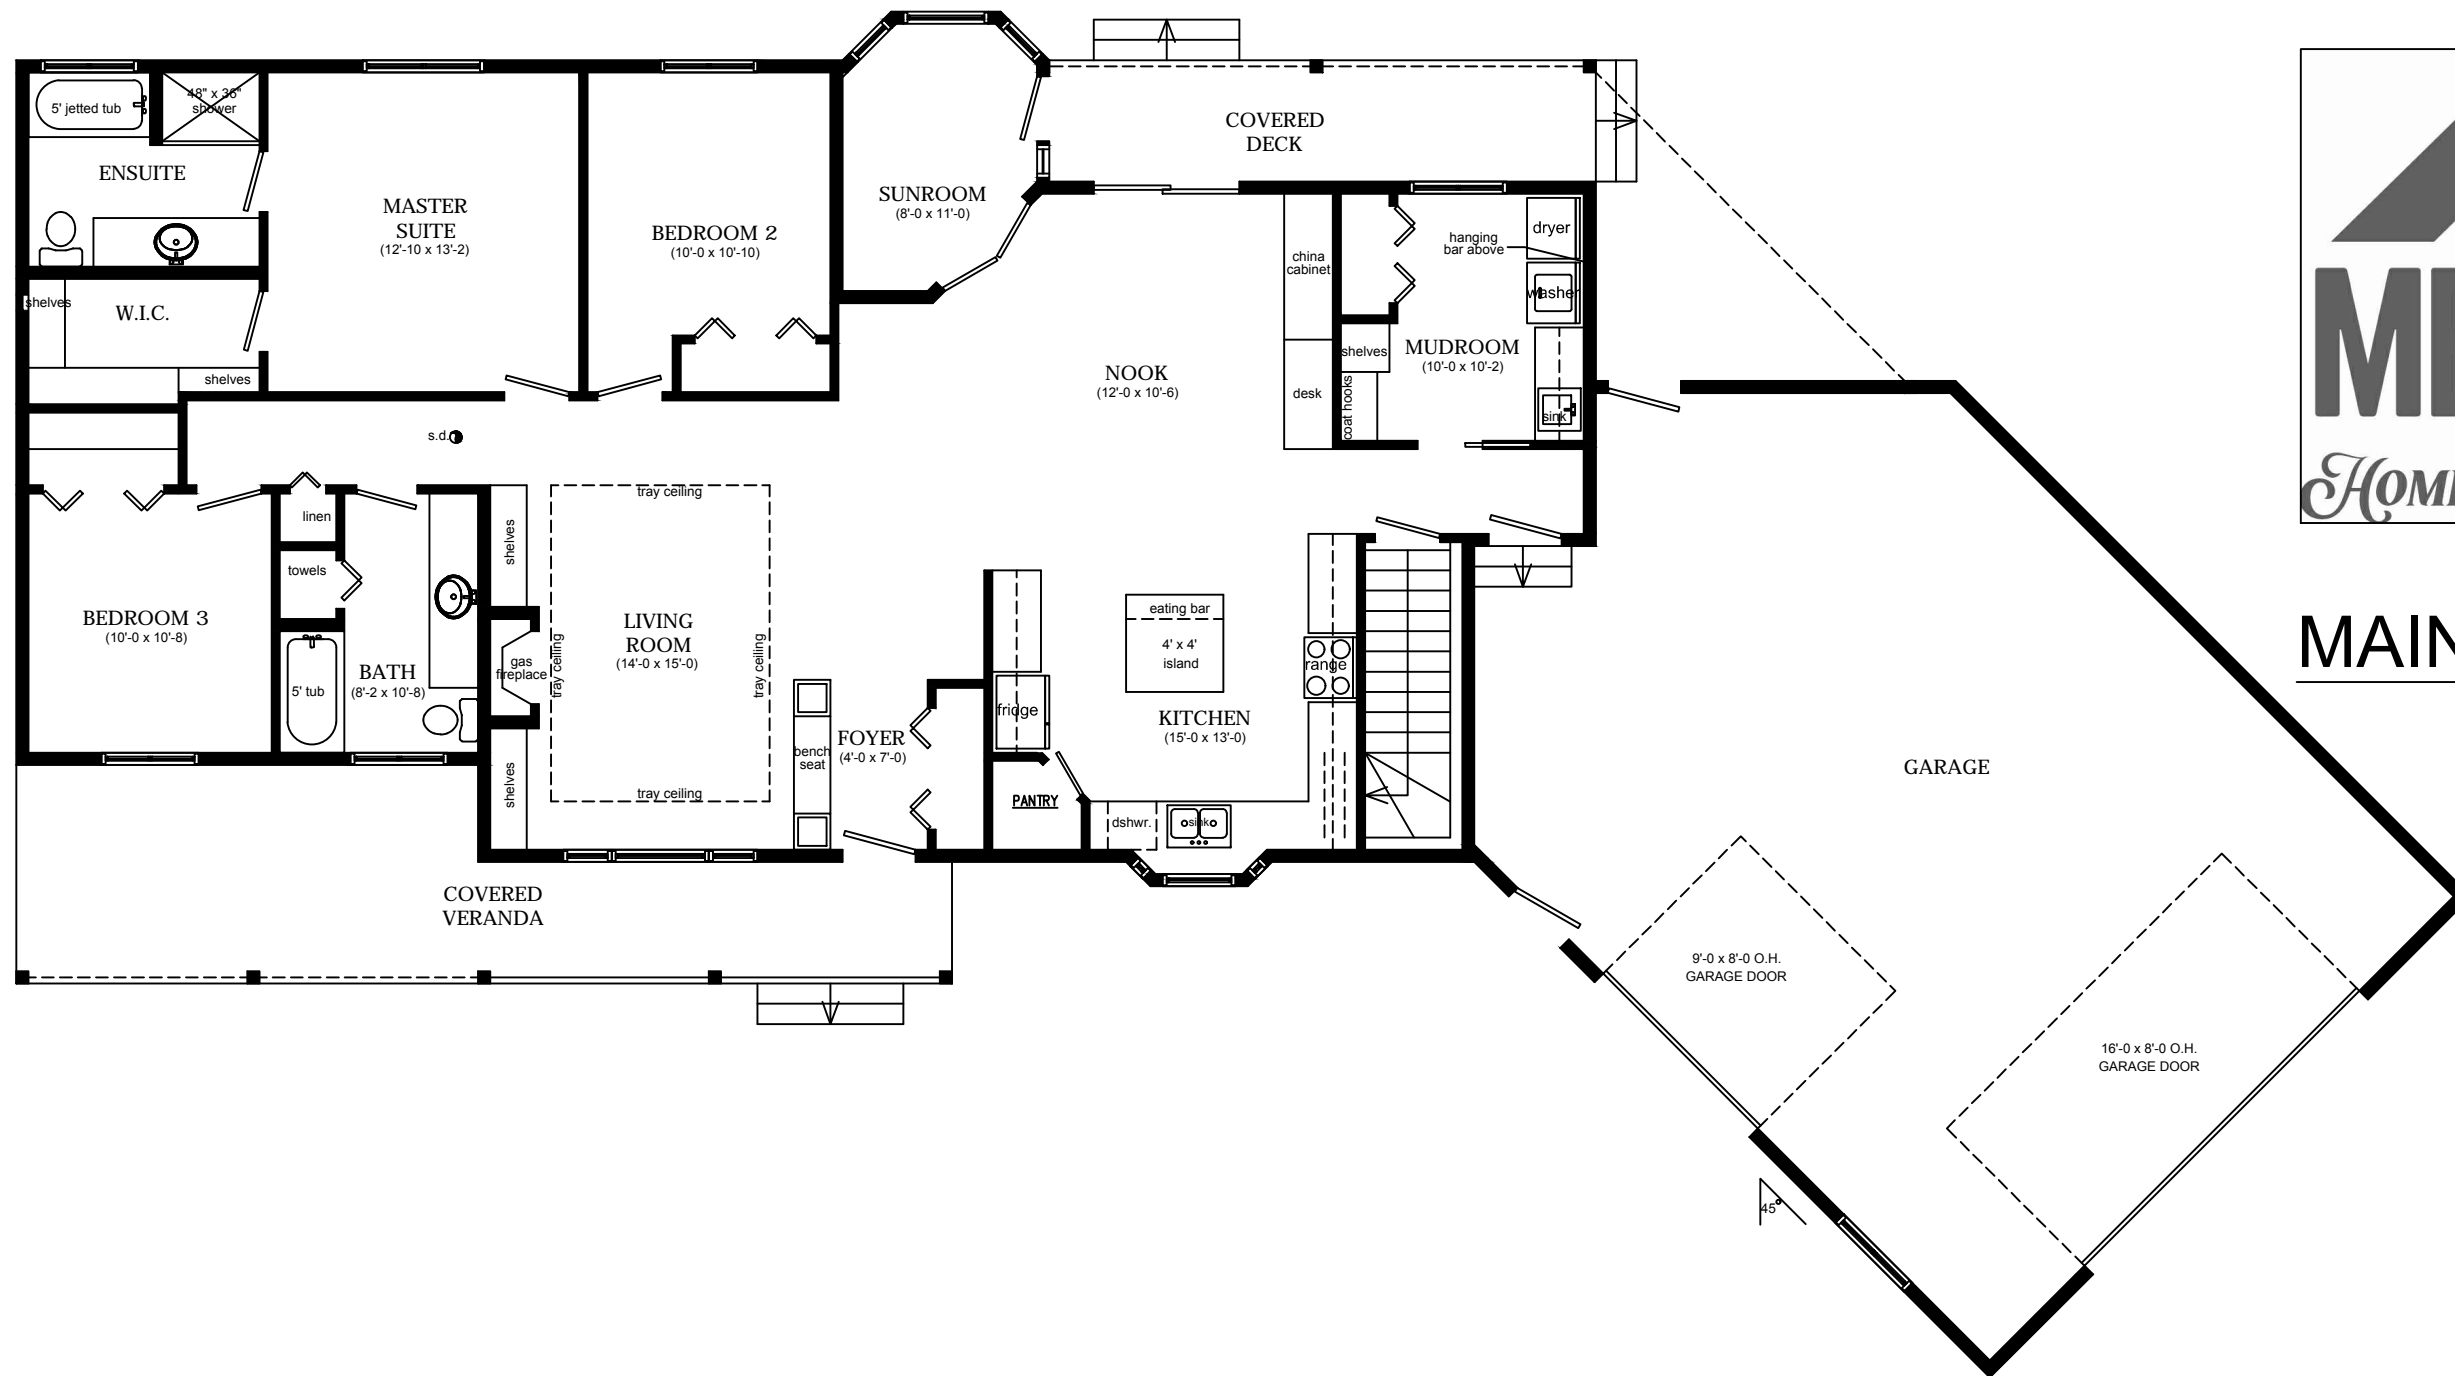 5' jetted tub
48" x 36"
shower
ENSUITE
MASTER
SUITE
(12'-10 x 13'-2)
BEDROOM 2
(10'-0 x 10'-10)
SUNROOM
(8'-0 x 11'-0)
COVERED
DECK
shelves
W.I.C.
shelves
china
cabinet
hanging
bar above
dryer
washer
NOOK
(12'-0 x 10'-6)
desk
shelves
coat hooks
MUDROOM
(10'-0 x 10'-2)
sink
s.d.
linen
towels
BEDROOM 3
(10'-0 x 10'-8)
5' tub
BATH
(8'-2 x 10'-8)
shelves
gas
fireplace
shelves
tray ceiling
tray ceiling
tray ceiling
tray ceiling
LIVING
ROOM
(14'-0 x 15'-0)
bench
seat
FOYER
(4'-0 x 7'-0)
fridge
PANTRY
eating bar
4' x 4'
island
range
KITCHEN
(15'-0 x 13'-0)
dshwr.
sink
GARAGE
COVERED
VERANDA
9'-0 x 8'-0 O.H.
GARAGE DOOR
16'-0 x 8'-0 O.H.
GARAGE DOOR
45°
MAIN